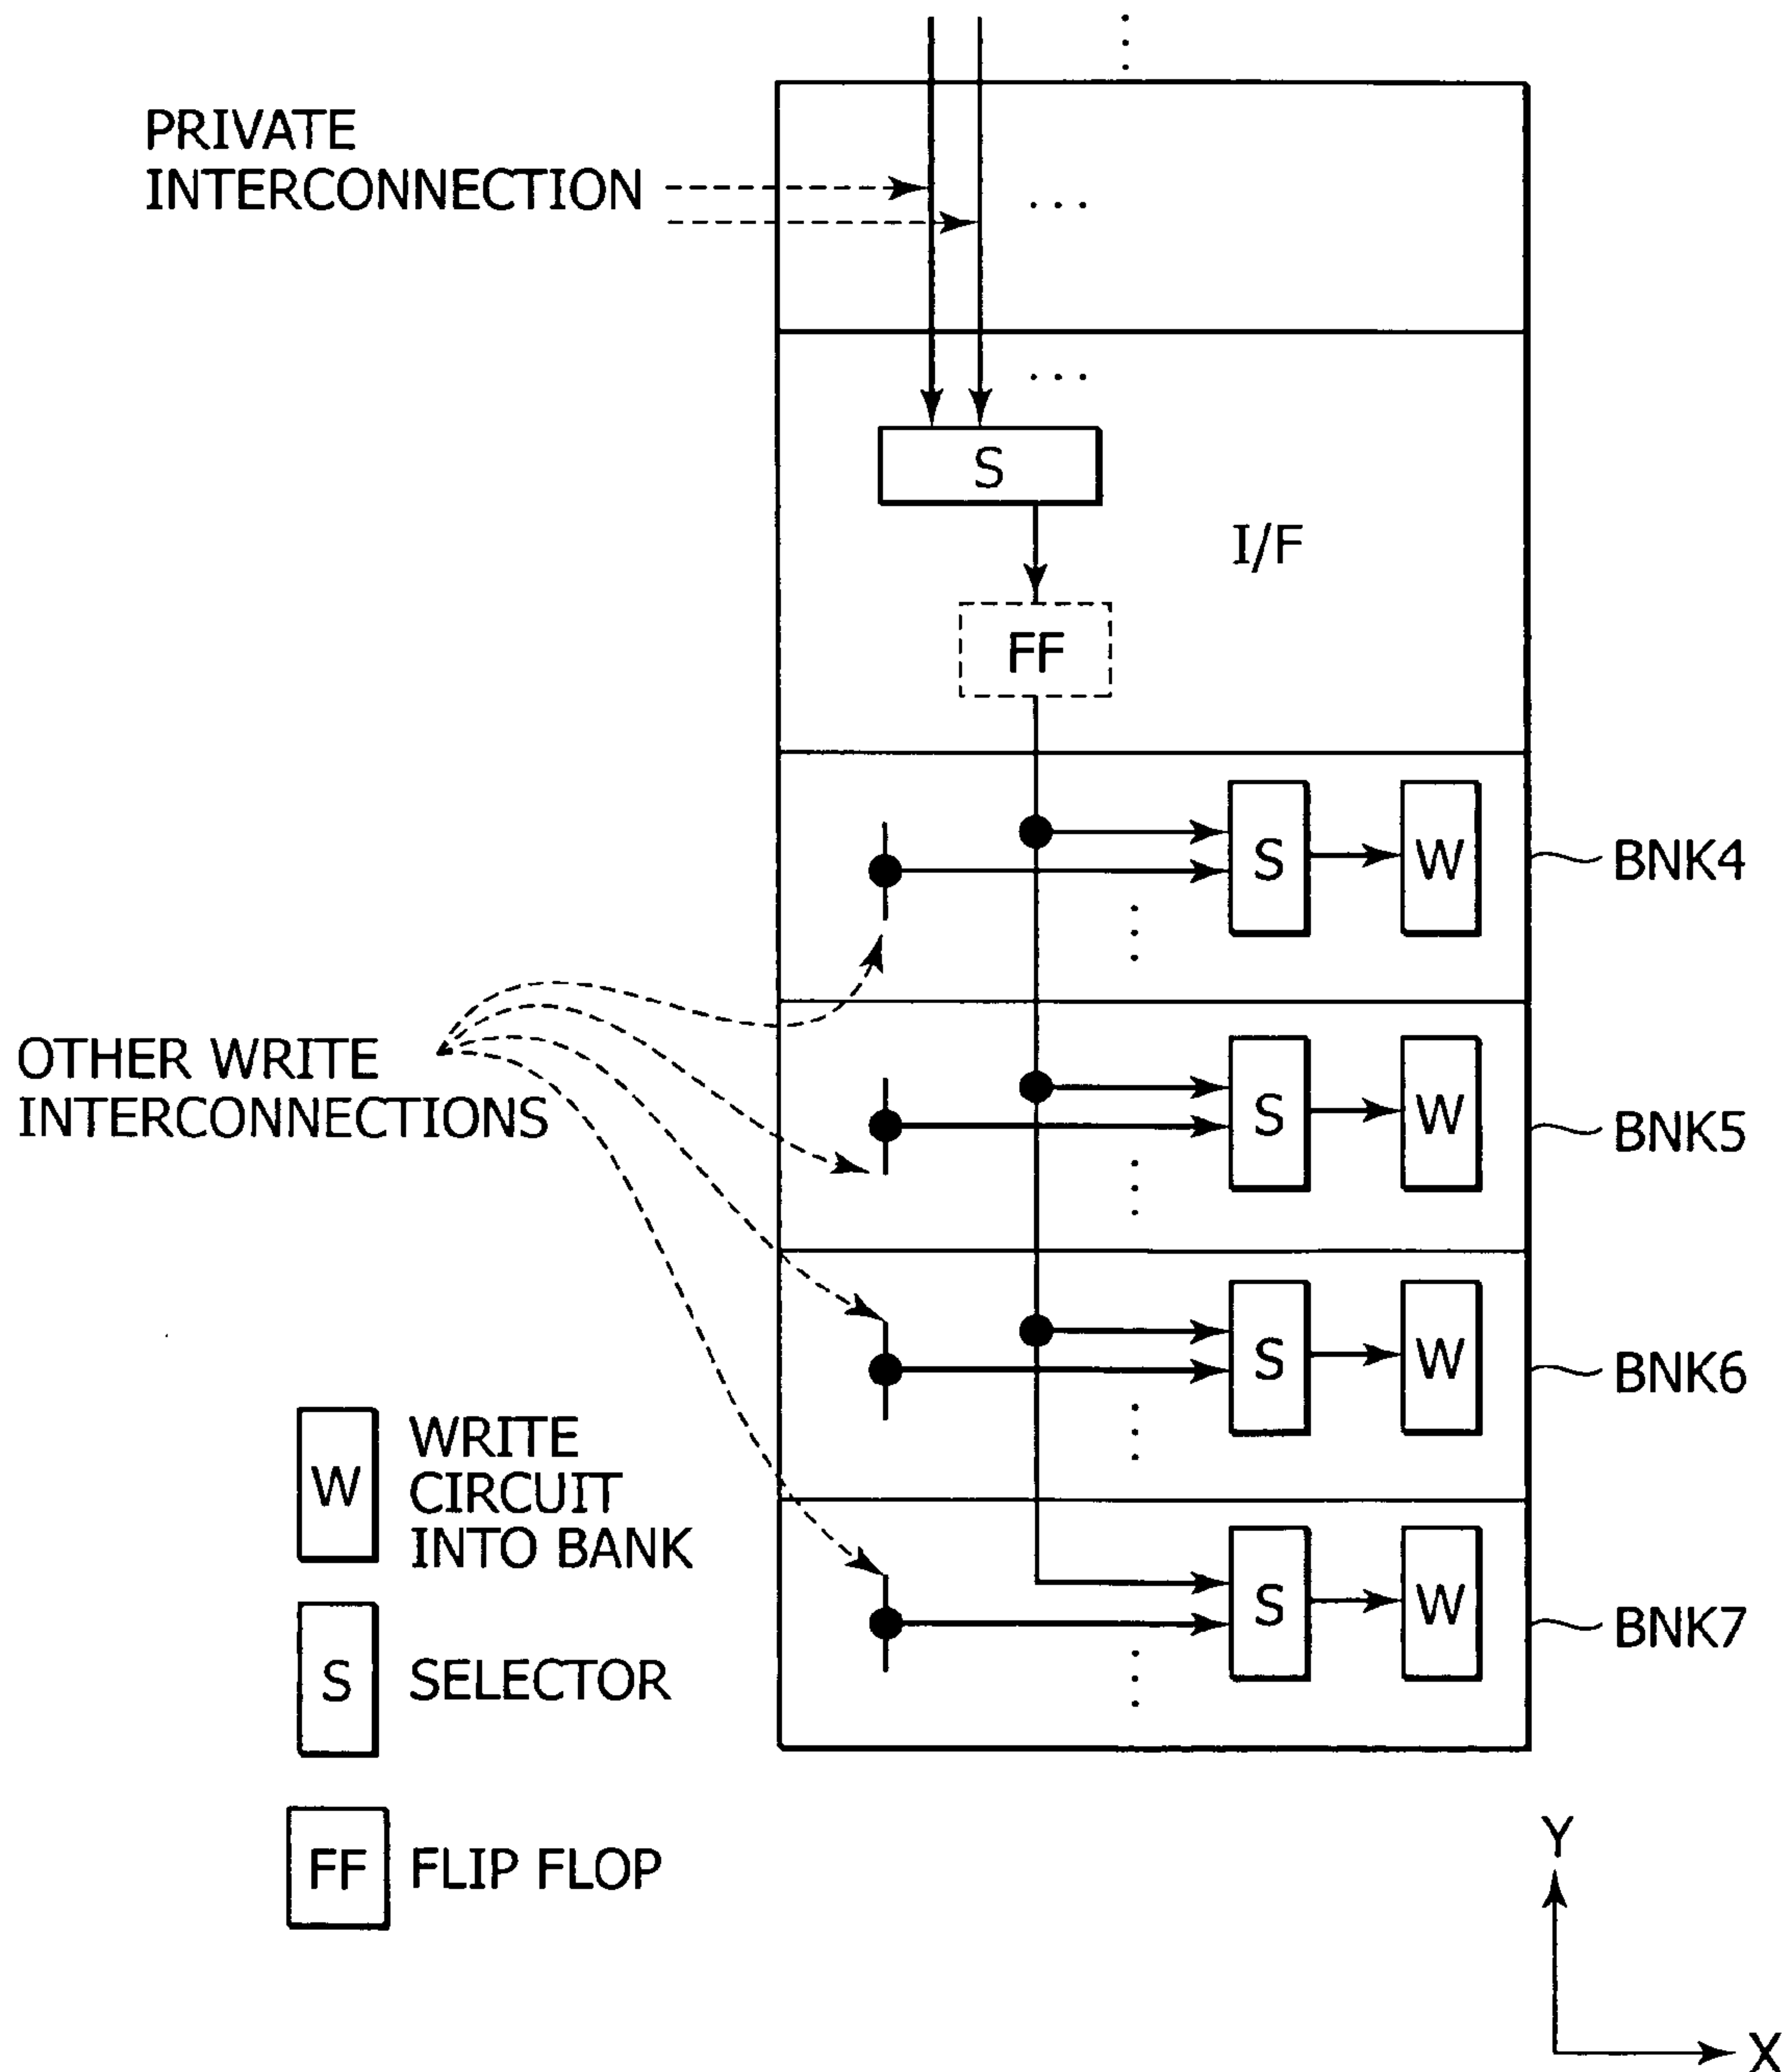 PRIVATE
INTERCONNECTION
S
I/F
FF
S W BNK4
OTHER WRITE
INTERCONNECTIONS
S W BNK5
S W BNK6
W WRITE
CIRCUIT
INTO BANK
S W BNK7
S SELECTOR
FF FLIP FLOP
Y
X